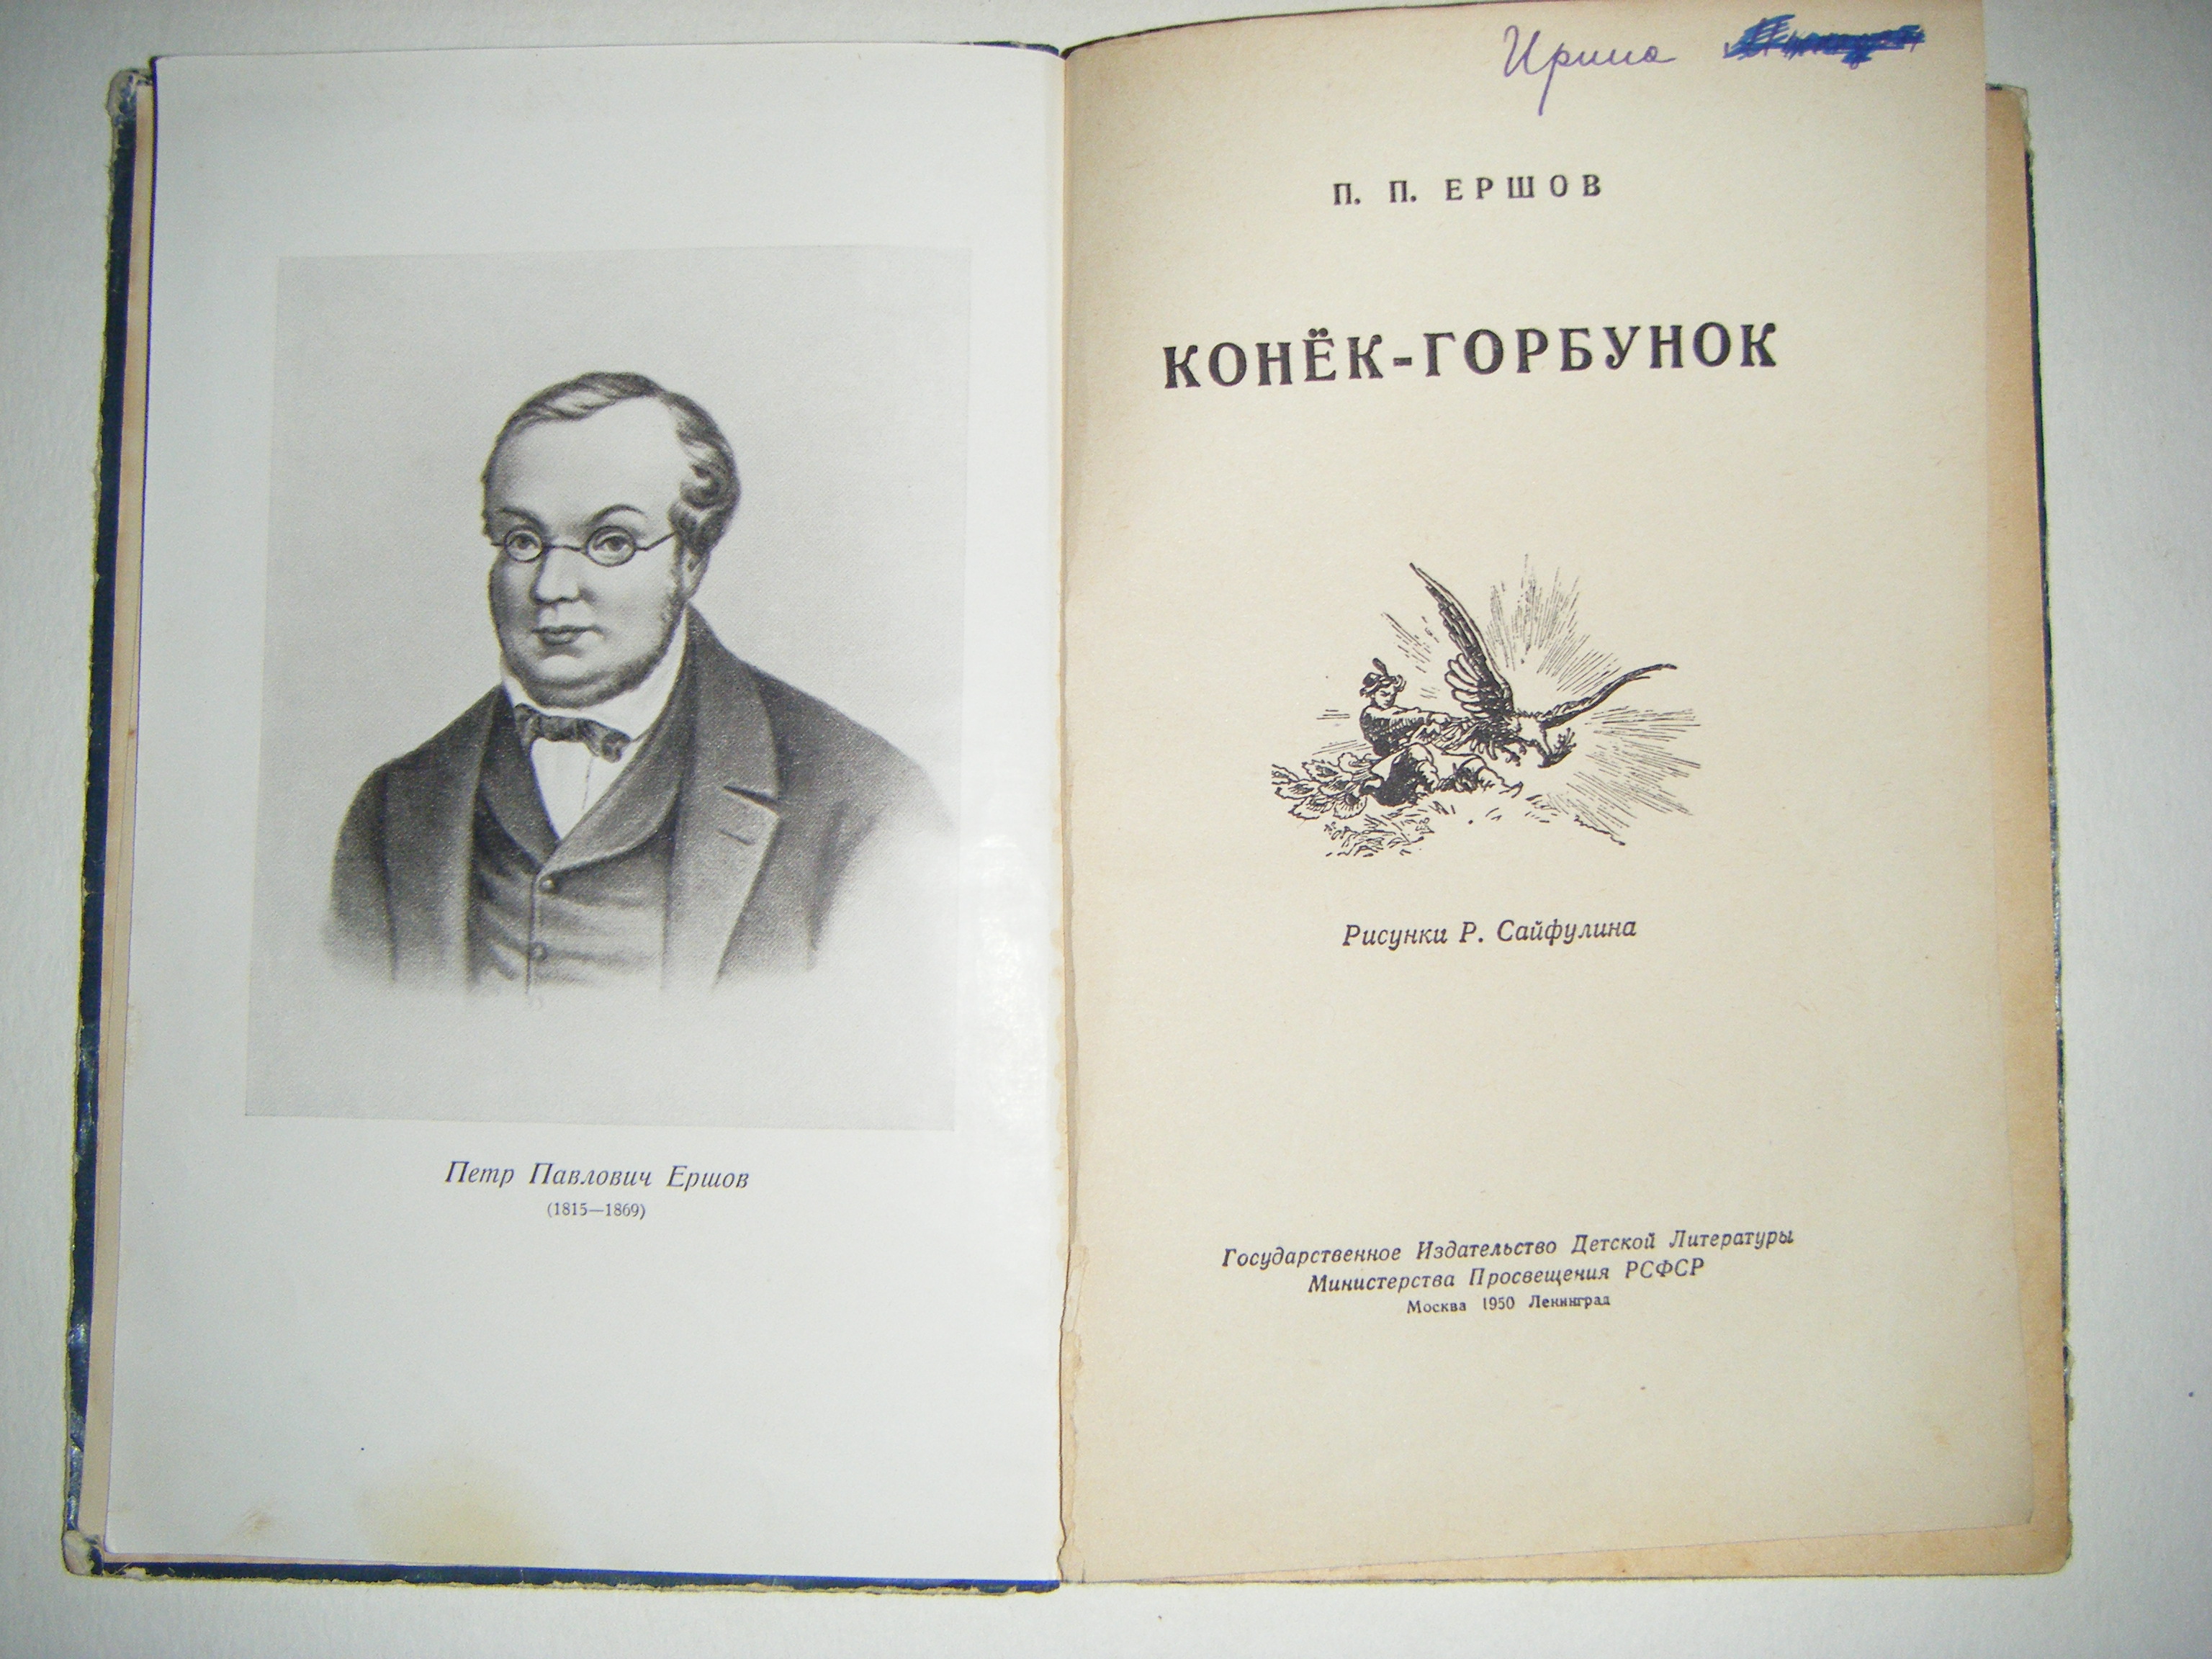 Петр Павлович Ершов
(1815—1869)
Ирина
П. П. ЕРШОВ
КОНЁК-ГОРБУНОК
Рисунки Р. Сайфулина
Государственное Издательство Детской Литературы
Министерства Просвещения РСФСР
Москва 1950 Ленинград